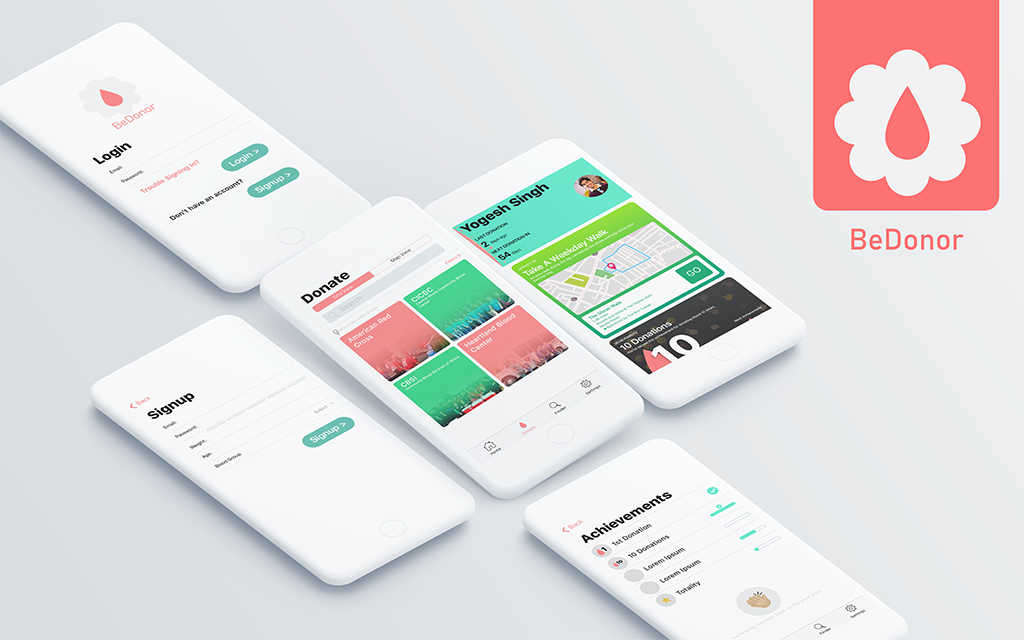 BeDonor
BeDonor
Login
Email:
Password:
Trouble Signing in?
Login >
Don't have an account?
Signup >
Back
Signup
Email:
Password:
Weight:
Age:
Blood Group
Select >
Signup >
Donate
Map View
Search
American Red
Cross
CICBC
Heartland Blood
Center
CBSI
Home
Donate
Finder
Settings
Yogesh Singh
LAST DONATION
2 days ago
NEXT DONATION IN
54 days
Take A Weekday Walk
GO
10 Donations
10
Back
Achievements
1 1st Donation
10 10 Donations
Lorem Ipsum
Lorem Ipsum
Totality
Finder
Settings